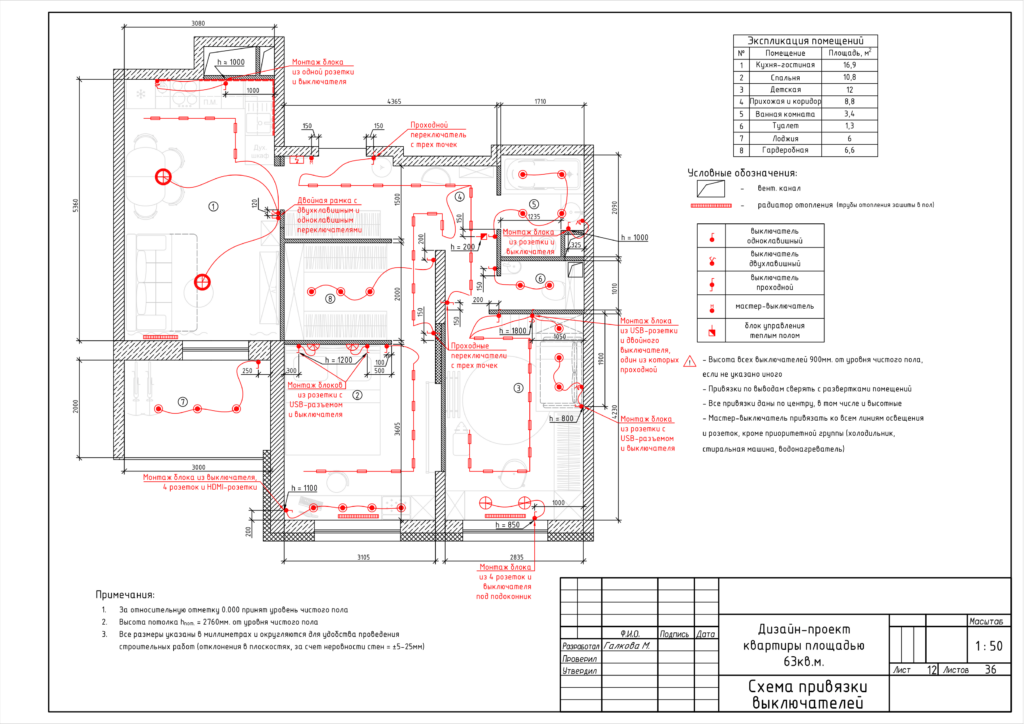 3080
h = 1000
Монтаж блока
из одной розетки
и выключателя
1000
П.М.
Дух.
шкаф
4365
1710
150
150
Проходной
переключатель
с трех точек
5360
1
120
Двойная рамка с
двухклавишным и
одноклавишным
переключателями
1500
4
5
150
1235
2090
Монтаж блока
из розетки и
выключателя
h = 200
200
325
h = 1000
8
2000
6
1010
200
150
150
h = 1800
1050
Монтаж блока
из USB-розетки
и двойного
выключателя,
один из которых
проходной
Проходные
переключатели
с трех точек
h = 1200
100
250
300
500
1900
Монтаж блоков
из розетки с
USB-разъемом
и выключателя
2
3
7
2000
h = 800
4230
Монтаж блока
из розетки с
USB-разъемом
и выключателя
3605
3000
Монтаж блока из выключателя,
4 розеток и HDMI-розетки
h = 1100
200
1000
h = 850
3105
2835
Монтаж блока
из 4 розеток и
выключателя
под подоконник
Экспликация помещений
№ Помещение Площадь, м²
1 Кухня-гостиная 16,9
2 Спальня 10,8
3 Детская 12
4 Прихожая и коридор 8,8
5 Ванная комната 3,4
6 Туалет 1,3
7 Лоджия 6
8 Гардеробная 6,6
Условные обозначения:
- вент. канал
- радиатор отопления (трубы отопления зашиты в пол)
выключатель
одноклавишный
выключатель
двухклавишный
выключатель
проходной
мастер-выключатель
блок управления
теплым полом
- Высота всех выключателей 900мм. от уровня чистого пола,
если не указано иного
- Привязки по выводам сверять с развертками помещений
- Все привязки даны по центру, в том числе и высотные
- Мастер-выключатель привязать ко всем линиям освещения
и розеток, кроме приоритетной группы (холодильник,
стиральная машина, водонагреватель)
Примечания:
1. За относительную отметку 0.000 принят уровень чистого пола
2. Высота потолка hпот. = 2760мм. от уровня чистого пола
3. Все размеры указаны в миллиметрах и округляются для удобства проведения
строительных работ (отклонения в плоскостях, за счет неровности стен = ±5-25мм)
Ф.И.О. Подпись Дата
Разработал Галкова М.
Проверил
Утвердил
Дизайн-проект
квартиры площадью
63кв.м.
Схема привязки
выключателей
Масштаб
1:50
Лист 12 Листов 36